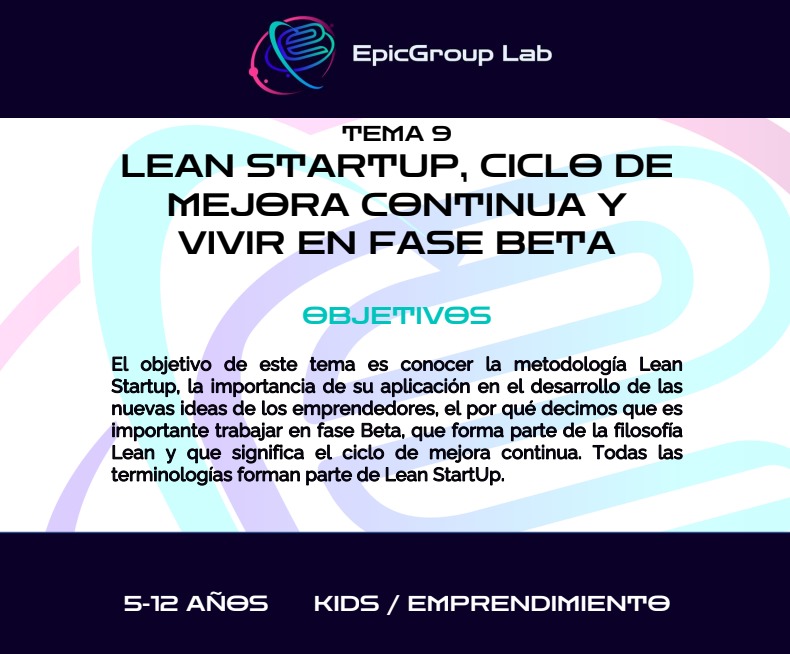 EpicGroup Lab
TEMA 9
LEAN STARTUP, CICLO DE
MEJORA CONTINUA Y
VIVIR EN FASE BETA
OBJETIVOS
El objetivo de este tema es conocer la metodología Lean
Startup, la importancia de su aplicación en el desarrollo de las
nuevas ideas de los emprendedores, el por qué decimos que es
importante trabajar en fase Beta, que forma parte de la filosofía
Lean y que significa el ciclo de mejora continua. Todas las
terminologías forman parte de Lean StartUp.
5-12 AÑOS KIDS / EMPRENDIMIENTO